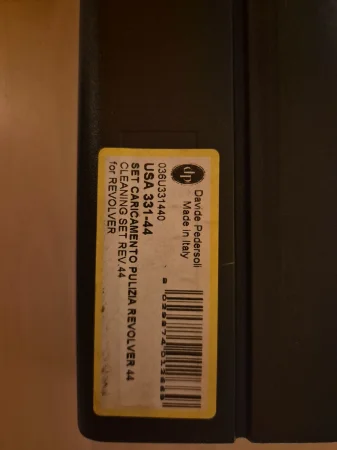 dp
Davide Pedersoli
Made in Italy
036U331440
USA 331-44
SET CARICAMENTO PULIZIA REVOLVER 44
CLEANING SET REV.44
for REVOLVER